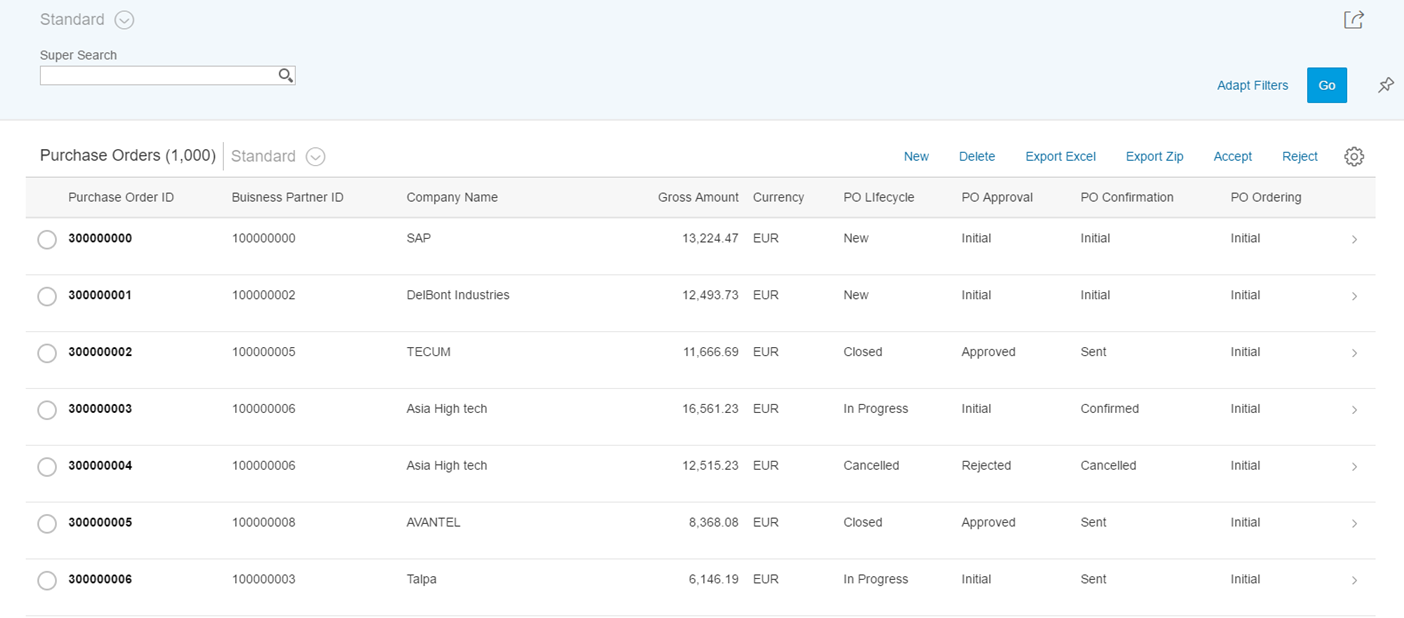 Standard
Super Search
Adapt Filters Go
Purchase Orders (1,000) Standard New Delete Export Excel Export Zip Accept Reject
Purchase Order ID Buisness Partner ID Company Name Gross Amount Currency PO LIfecycle PO Approval PO Confirmation PO Ordering
300000000 100000000 SAP 13,224.47 EUR New Initial Initial Initial
300000001 100000002 DelBont Industries 12,493.73 EUR New Initial Initial Initial
300000002 100000005 TECUM 11,666.69 EUR Closed Approved Sent Initial
300000003 100000006 Asia High tech 16,561.23 EUR In Progress Initial Confirmed Initial
300000004 100000006 Asia High tech 12,515.23 EUR Cancelled Rejected Cancelled Initial
300000005 100000008 AVANTEL 8,368.08 EUR Closed Approved Sent Initial
300000006 100000003 Talpa 6,146.19 EUR In Progress Initial Sent Initial